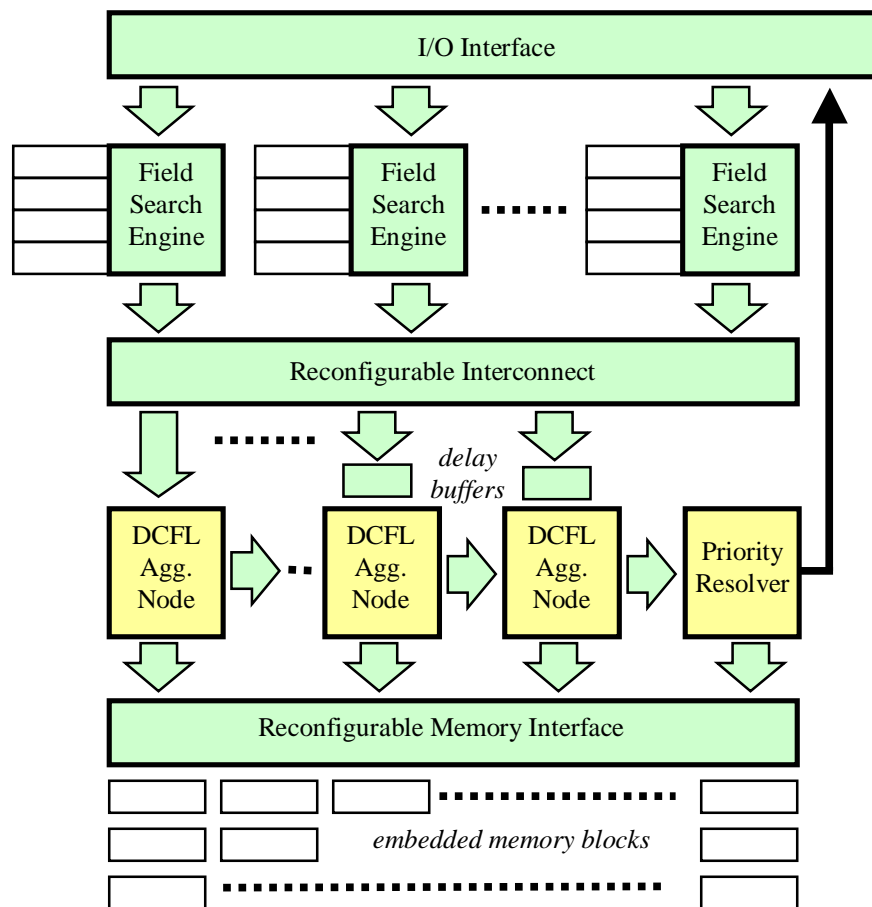 I/O Interface
Field
Search
Engine
Field
Search
Engine
Field
Search
Engine
Reconfigurable Interconnect
delay
buffers
DCFL
Agg.
Node
DCFL
Agg.
Node
DCFL
Agg.
Node
Priority
Resolver
Reconfigurable Memory Interface
embedded memory blocks